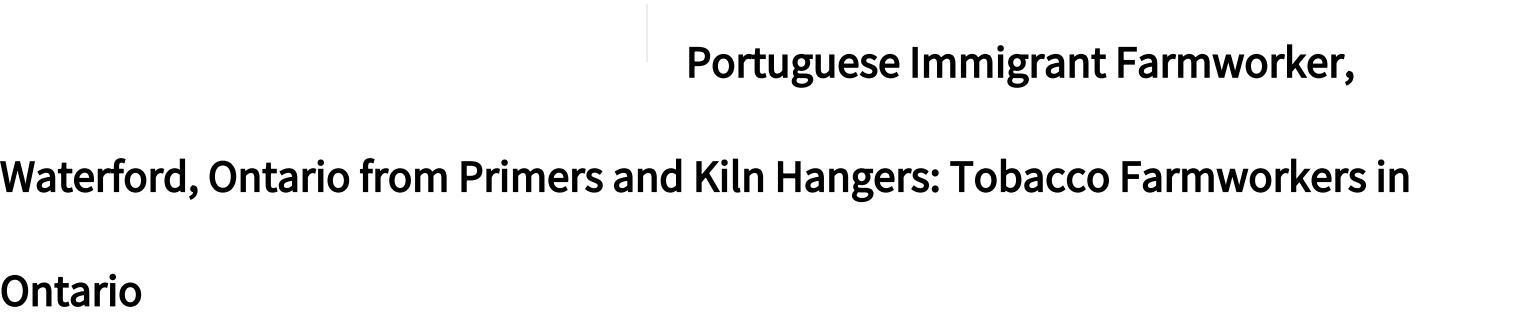 Portuguese Immigrant Farmworker,
Waterford, Ontario from Primers and Kiln Hangers: Tobacco Farmworkers in
Ontario